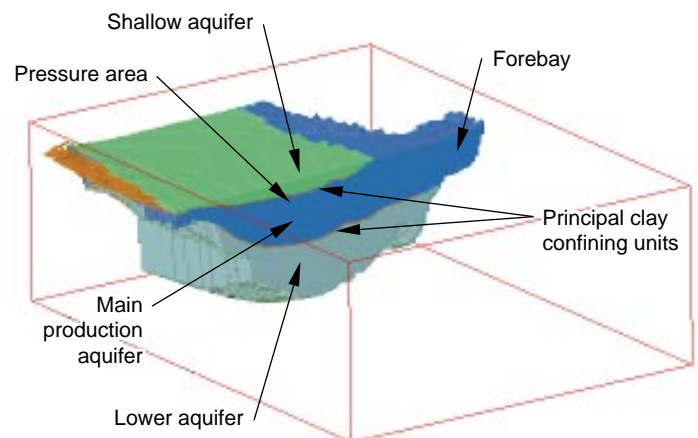 Shallow aquifer
Pressure area
Forebay
Principal clay
confining units
Main
production
aquifer
Lower aquifer